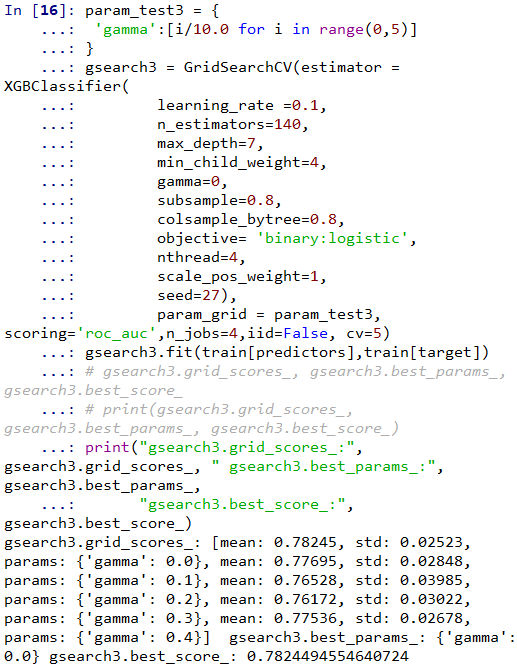 In [16]: param_test3 = {
    ...:  'gamma':[i/10.0 for i in range(0,5)]
    ...: }
    ...: gsearch3 = GridSearchCV(estimator =
XGBClassifier(
    ...:         learning_rate =0.1,
    ...:         n_estimators=140,
    ...:         max_depth=7,
    ...:         min_child_weight=4,
    ...:         gamma=0,
    ...:         subsample=0.8,
    ...:         colsample_bytree=0.8,
    ...:         objective= 'binary:logistic',
    ...:         nthread=4,
    ...:         scale_pos_weight=1,
    ...:         seed=27),
    ...:         param_grid = param_test3,
scoring='roc_auc',n_jobs=4,iid=False, cv=5)
    ...: gsearch3.fit(train[predictors],train[target])
    ...: # gsearch3.grid_scores_, gsearch3.best_params_,
gsearch3.best_score_
    ...: # print(gsearch3.grid_scores_,
gsearch3.best_params_, gsearch3.best_score_)
    ...: print("gsearch3.grid_scores_:",
gsearch3.grid_scores_, " gsearch3.best_params_:",
gsearch3.best_params_,
    ...:       "gsearch3.best_score_:",
gsearch3.best_score_)
gsearch3.grid_scores_: [mean: 0.78245, std: 0.02523,
params: {'gamma': 0.0}, mean: 0.77695, std: 0.02848,
params: {'gamma': 0.1}, mean: 0.76528, std: 0.03985,
params: {'gamma': 0.2}, mean: 0.76172, std: 0.03022,
params: {'gamma': 0.3}, mean: 0.77536, std: 0.02678,
params: {'gamma': 0.4}]  gsearch3.best_params_: {'gamma':
0.0} gsearch3.best_score_: 0.7824494554640724